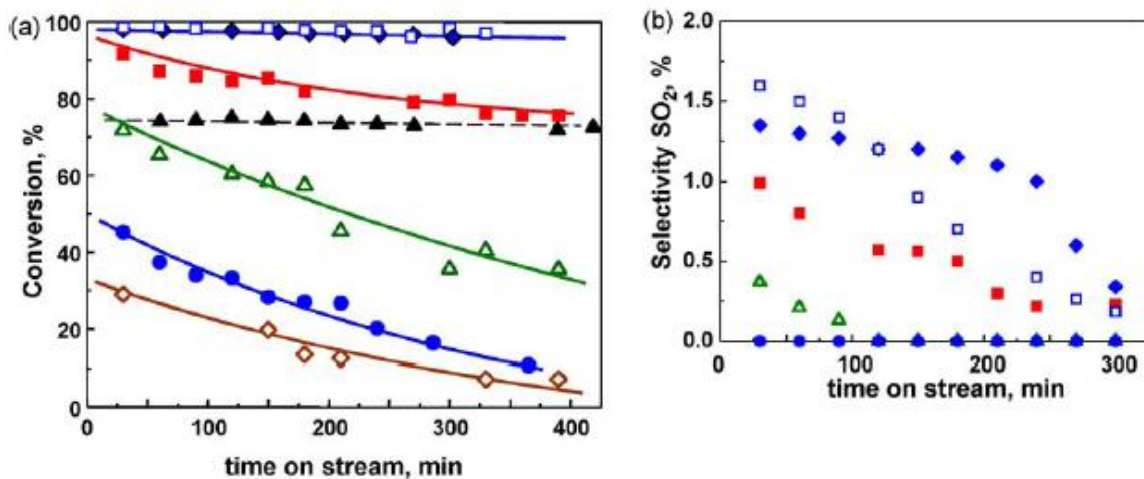 (a)
100
80
60
40
20
0
Conversion, %
0 100 200 300 400
time on stream, min
(b)
2.0
1.5
1.0
0.5
0.0
Selectivity SO2, %
100 200 300
time on stream, min